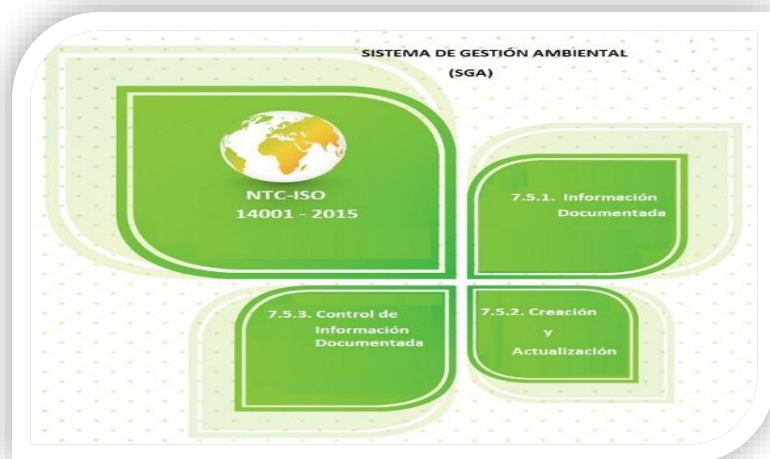 SISTEMA DE GESTIÓN AMBIENTAL
(SGA)
NTC-ISO
14001 - 2015
7.5.1. Información
Documentada
7.5.3. Control de
Información
Documentada
7.5.2. Creación
y
Actualización